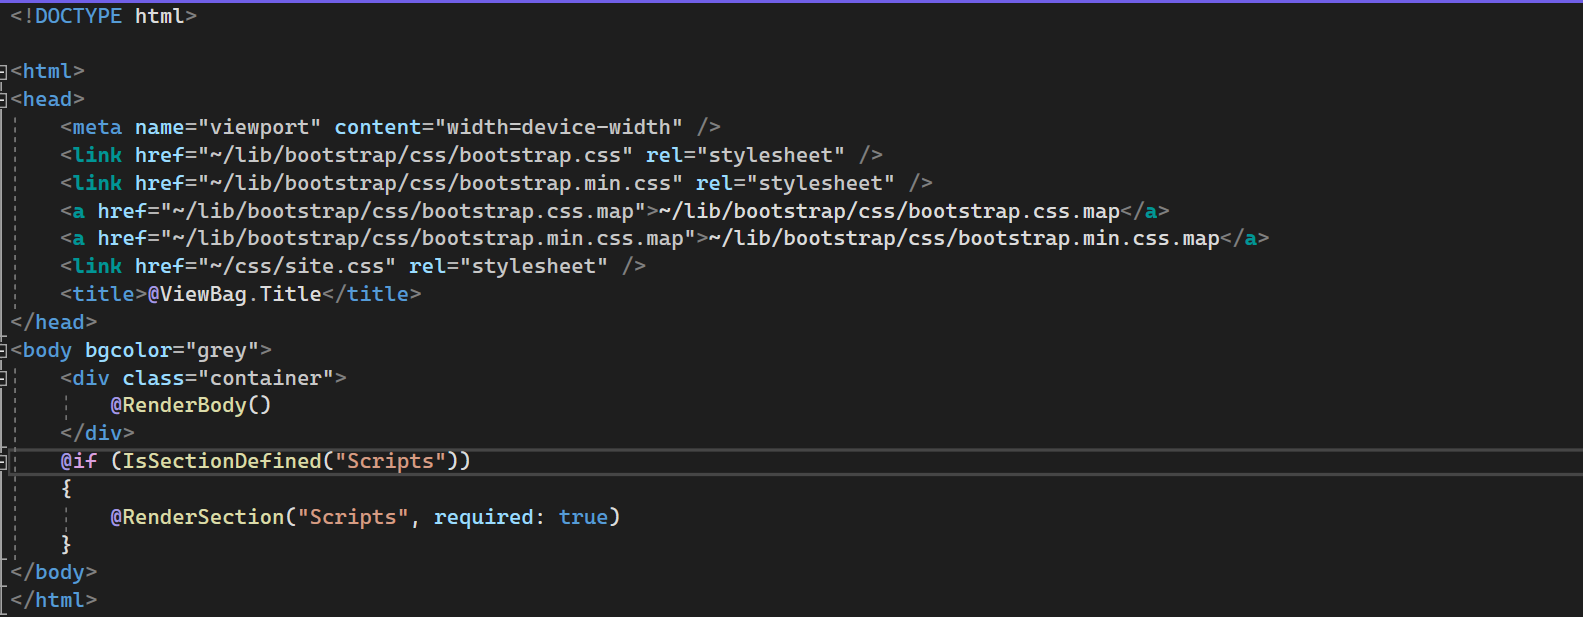 <!DOCTYPE html>
<html>
<head>
<meta name="viewport" content="width=device-width" />
<link href="~/lib/bootstrap/css/bootstrap.css" rel="stylesheet" />
<link href="~/lib/bootstrap/css/bootstrap.min.css" rel="stylesheet" />
<a href="~/lib/bootstrap/css/bootstrap.css.map">~/lib/bootstrap/css/bootstrap.css.map</a>
<a href="~/lib/bootstrap/css/bootstrap.min.css.map">~/lib/bootstrap/css/bootstrap.min.css.map</a>
<link href="~/css/site.css" rel="stylesheet" />
<title>@ViewBag.Title</title>
</head>
<body bgcolor="grey">
<div class="container">
@RenderBody()
</div>
@if (IsSectionDefined("Scripts"))
{
@RenderSection("Scripts", required: true)
}
</body>
</html>